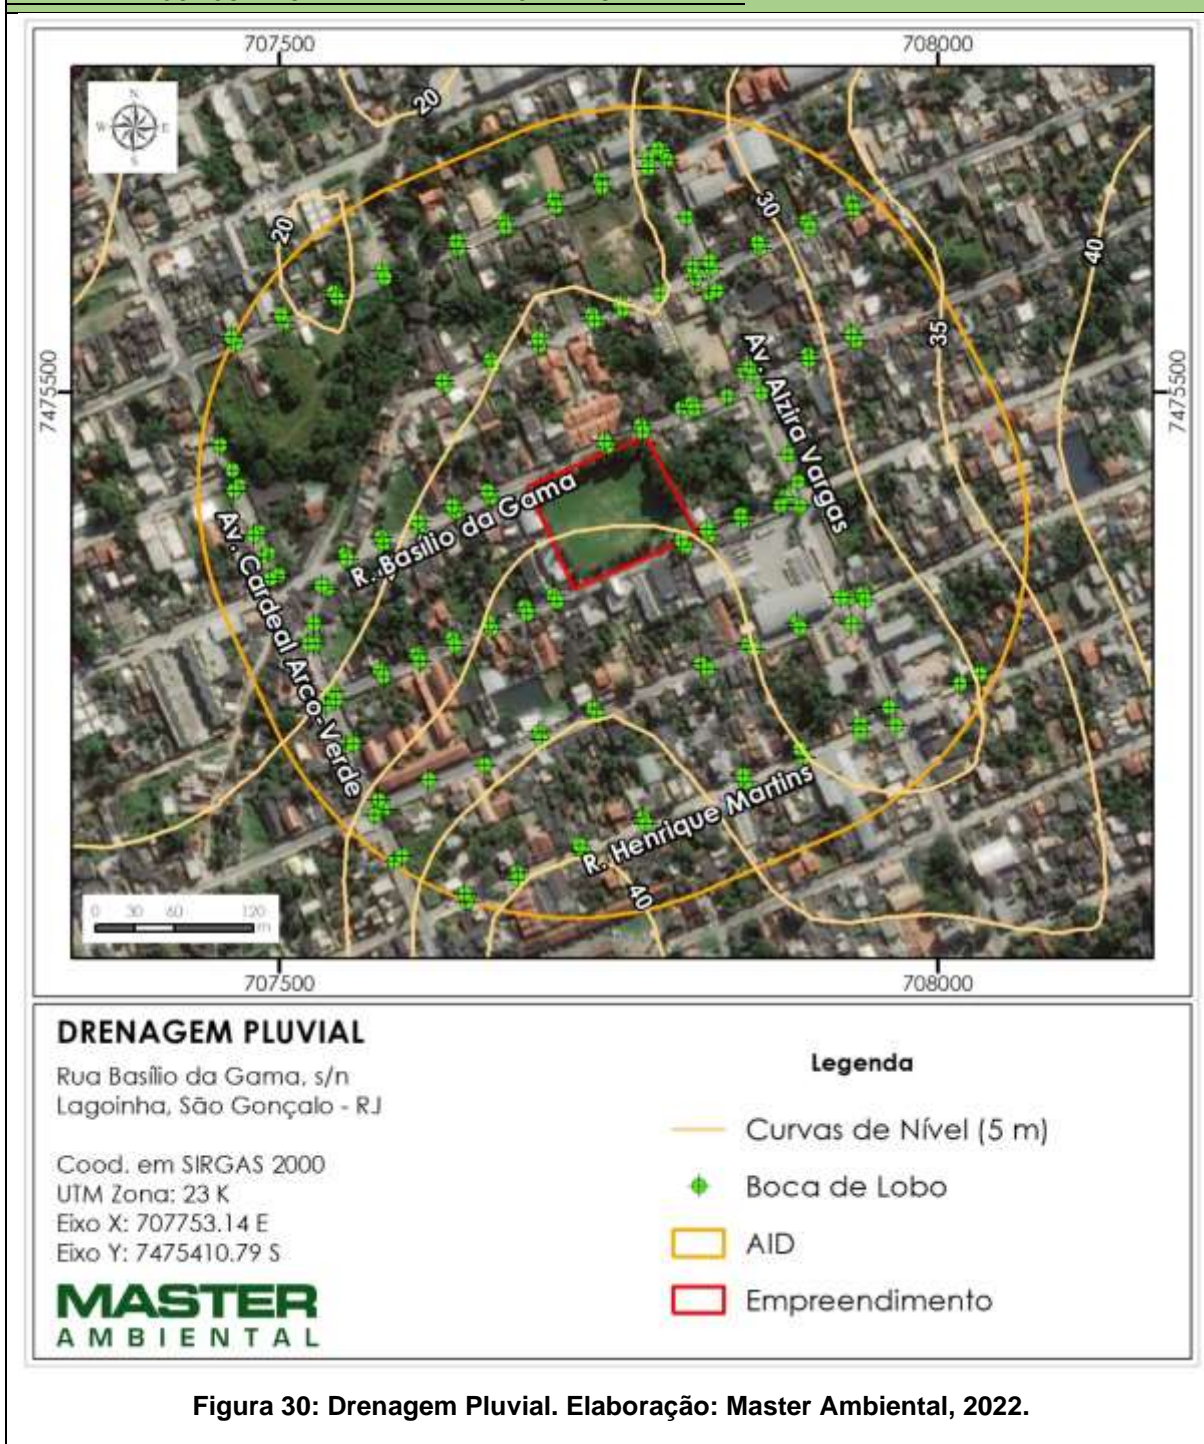 707500
708000
N
W
E
S
20
20
30
40
35
7475500
7475500
Av. Alzira Vargas
R. Basílio da Gama
Av. Cardeal Arco-Verde
R. Henrique Martins
40
0 30 60 120
m
707500
708000
DRENAGEM PLUVIAL
Rua Basílio da Gama, s/n
Lagoinha, São Gonçalo - RJ
Cood. em SIRGAS 2000
UTM Zona: 23 K
Eixo X: 707753.14 E
Eixo Y: 7475410.79 S
MASTER
AMBIENTAL
Legenda
Curvas de Nível (5 m)
Boca de Lobo
AID
Empreendimento
Figura 30: Drenagem Pluvial. Elaboração: Master Ambiental, 2022.